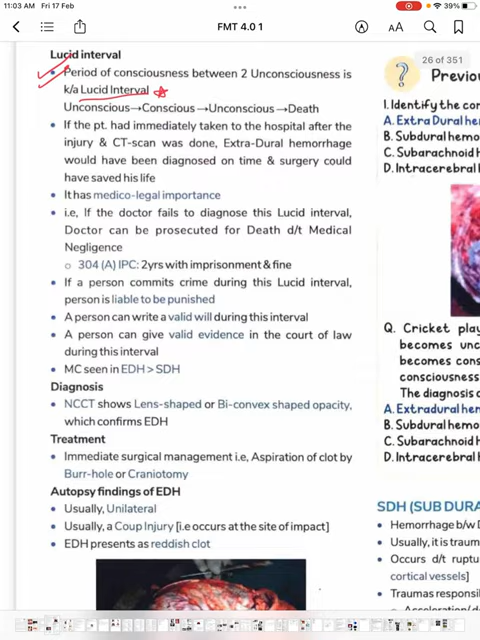 11:03 AM Fri 17 Feb
39%
FMT 4.0 1
AA
Lucid interval
Period of consciousness between 2 Unconsciousness is
k/a Lucid Interval
Unconscious→Conscious→Unconscious→Death
If the pt. had immediately taken to the hospital after the
injury & CT-scan was done, Extra-Dural hemorrhage
would have been diagnosed on time & surgery could
have saved his life
It has medico-legal importance
i.e, If the doctor fails to diagnose this Lucid interval,
Doctor can be prosecuted for Death d/t Medical
Negligence
304 (A) IPC: 2yrs with imprisonment & fine
If a person commits crime during this Lucid interval,
person is liable to be punished
A person can write a valid will during this interval
A person can give valid evidence in the court of law
during this interval
MC seen in EDH > SDH
Diagnosis
NCCT shows Lens-shaped or Bi-convex shaped opacity,
which confirms EDH
Treatment
Immediate surgical management i.e, Aspiration of clot by
Burr-hole or Craniotomy
Autopsy findings of EDH
Usually, Unilateral
Usually, a Coup Injury [i.e occurs at the site of impact]
EDH presents as reddish clot
26 of 351
?
Previou
1. Identify the cor
A. Extra Dural he
B. Subdural hemo
C. Subarachnoid h
D. Intracerebral h
Q. Cricket play
becomes unc
becomes cons
consciousness
The diagnosis c
A. Extradural hen
B. Subdural hemo
C. Subarachnoid H
D. Intracerebral H
SDH (SUB DURA
Hemorrhage b/w D
Usually, it is traum
Occurs d/t ruptu
cortical vessels]
Traumas responsil